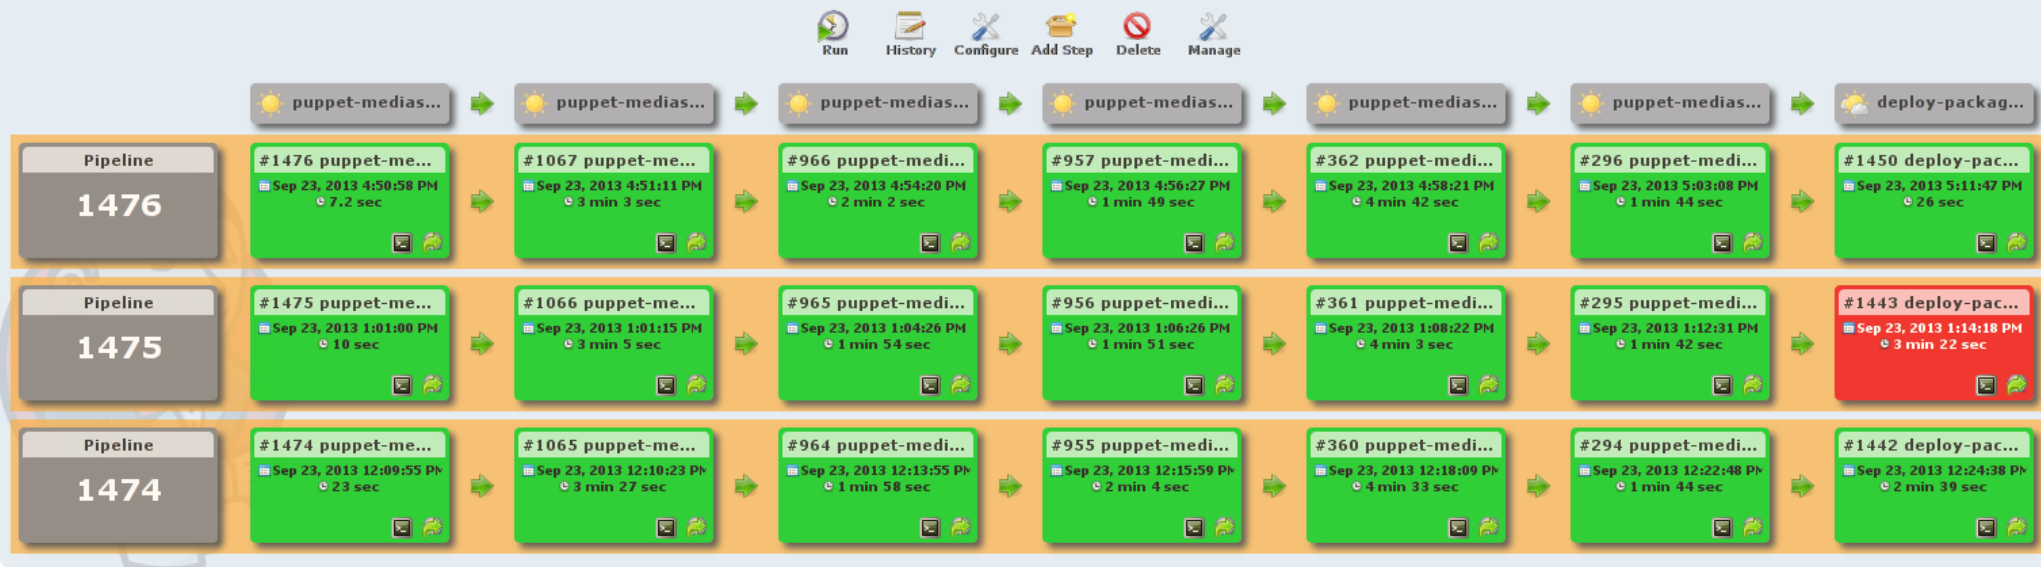 Run
History
Configure
Add Step
Delete
Manage
puppet-medias...
puppet-medias...
puppet-medias...
puppet-medias...
puppet-medias...
puppet-medias...
deploy-packag...
Pipeline
1476
#1476 puppet-me...
Sep 23, 2013 4:50:58 PM
7.2 sec
#1067 puppet-me...
Sep 23, 2013 4:51:11 PM
3 min 3 sec
#966 puppet-medi...
Sep 23, 2013 4:54:20 PM
2 min 2 sec
#957 puppet-medi...
Sep 23, 2013 4:56:27 PM
1 min 49 sec
#362 puppet-medi...
Sep 23, 2013 4:58:21 PM
4 min 42 sec
#296 puppet-medi...
Sep 23, 2013 5:03:08 PM
1 min 44 sec
#1450 deploy-pac...
Sep 23, 2013 5:11:47 PM
26 sec
Pipeline
1475
#1475 puppet-me...
Sep 23, 2013 1:01:00 PM
10 sec
#1066 puppet-me...
Sep 23, 2013 1:01:15 PM
3 min 5 sec
#965 puppet-medi...
Sep 23, 2013 1:04:26 PM
1 min 54 sec
#956 puppet-medi...
Sep 23, 2013 1:06:26 PM
1 min 51 sec
#361 puppet-medi...
Sep 23, 2013 1:08:22 PM
4 min 3 sec
#295 puppet-medi...
Sep 23, 2013 1:12:31 PM
1 min 42 sec
#1443 deploy-pac...
Sep 23, 2013 1:14:18 PM
3 min 22 sec
Pipeline
1474
#1474 puppet-me...
Sep 23, 2013 12:09:55 PM
23 sec
#1065 puppet-me...
Sep 23, 2013 12:10:23 PM
3 min 27 sec
#964 puppet-medi...
Sep 23, 2013 12:13:55 PM
1 min 58 sec
#955 puppet-medi...
Sep 23, 2013 12:15:59 PM
2 min 4 sec
#360 puppet-medi...
Sep 23, 2013 12:18:09 PM
4 min 33 sec
#294 puppet-medi...
Sep 23, 2013 12:22:48 PM
1 min 44 sec
#1442 deploy-pac...
Sep 23, 2013 12:24:38 PM
2 min 39 sec